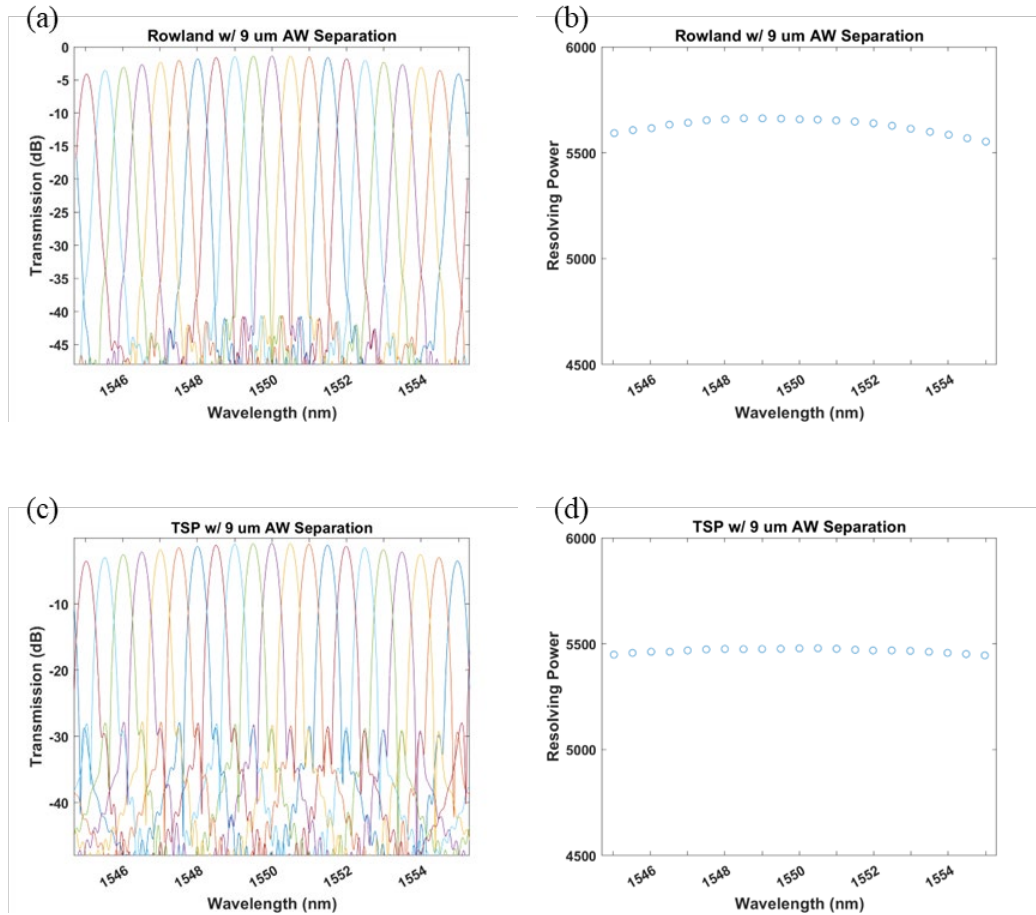 (a)
Rowland w/ 9 um AW Separation
Transmission (dB)
0
-5
-10
-15
-20
-25
-30
-35
-40
-45
1546
1548
1550
1552
1554
Wavelength (nm)
(b)
Rowland w/ 9 um AW Separation
Resolving Power
6000
5500
5000
4500
1546
1548
1550
1552
1554
Wavelength (nm)
(c)
TSP w/ 9 um AW Separation
Transmission (dB)
-10
-20
-30
-40
1546
1548
1550
1552
1554
Wavelength (nm)
(d)
TSP w/ 9 um AW Separation
Resolving Power
6000
5500
5000
4500
1546
1548
1550
1552
1554
Wavelength (nm)